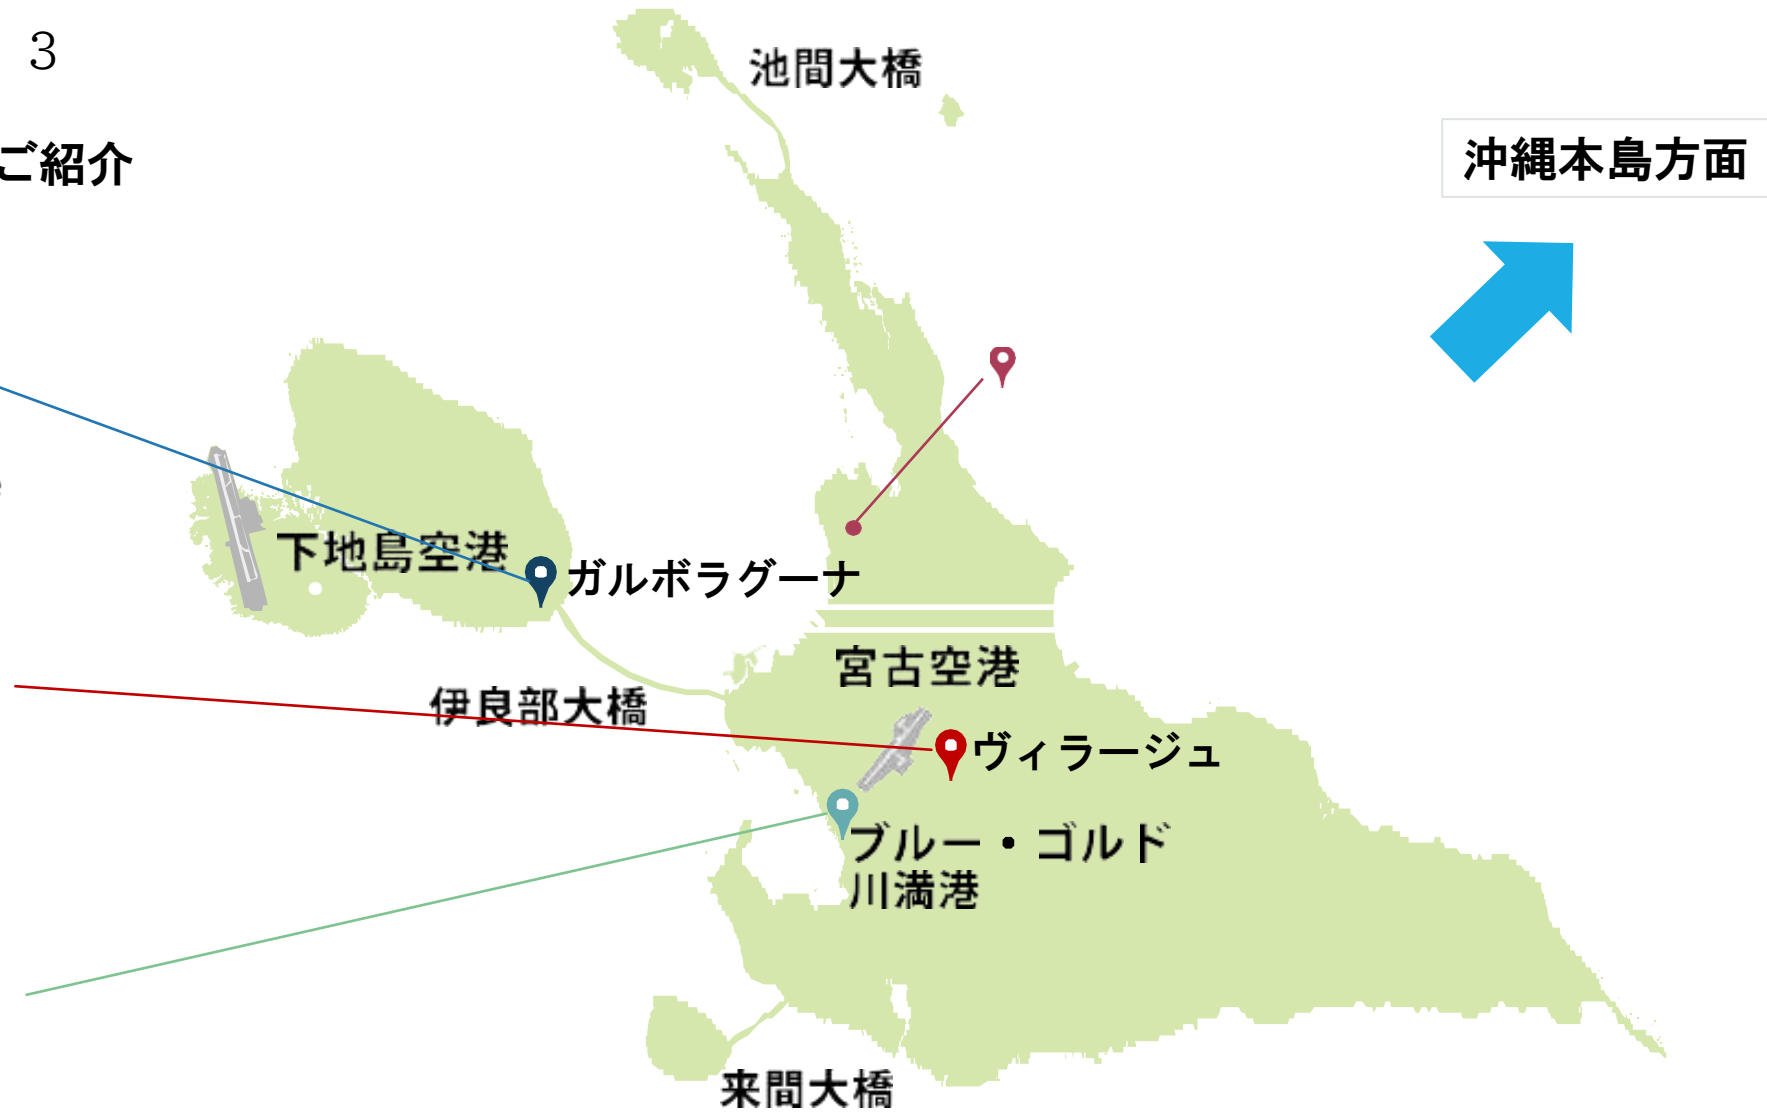 3
池間大橋
ご紹介
沖縄本島方面
下地島空港
ガルボラグーナ
宮古空港
伊良部大橋
ヴィラージュ
ブルー・ゴルド
川満港
来間大橋